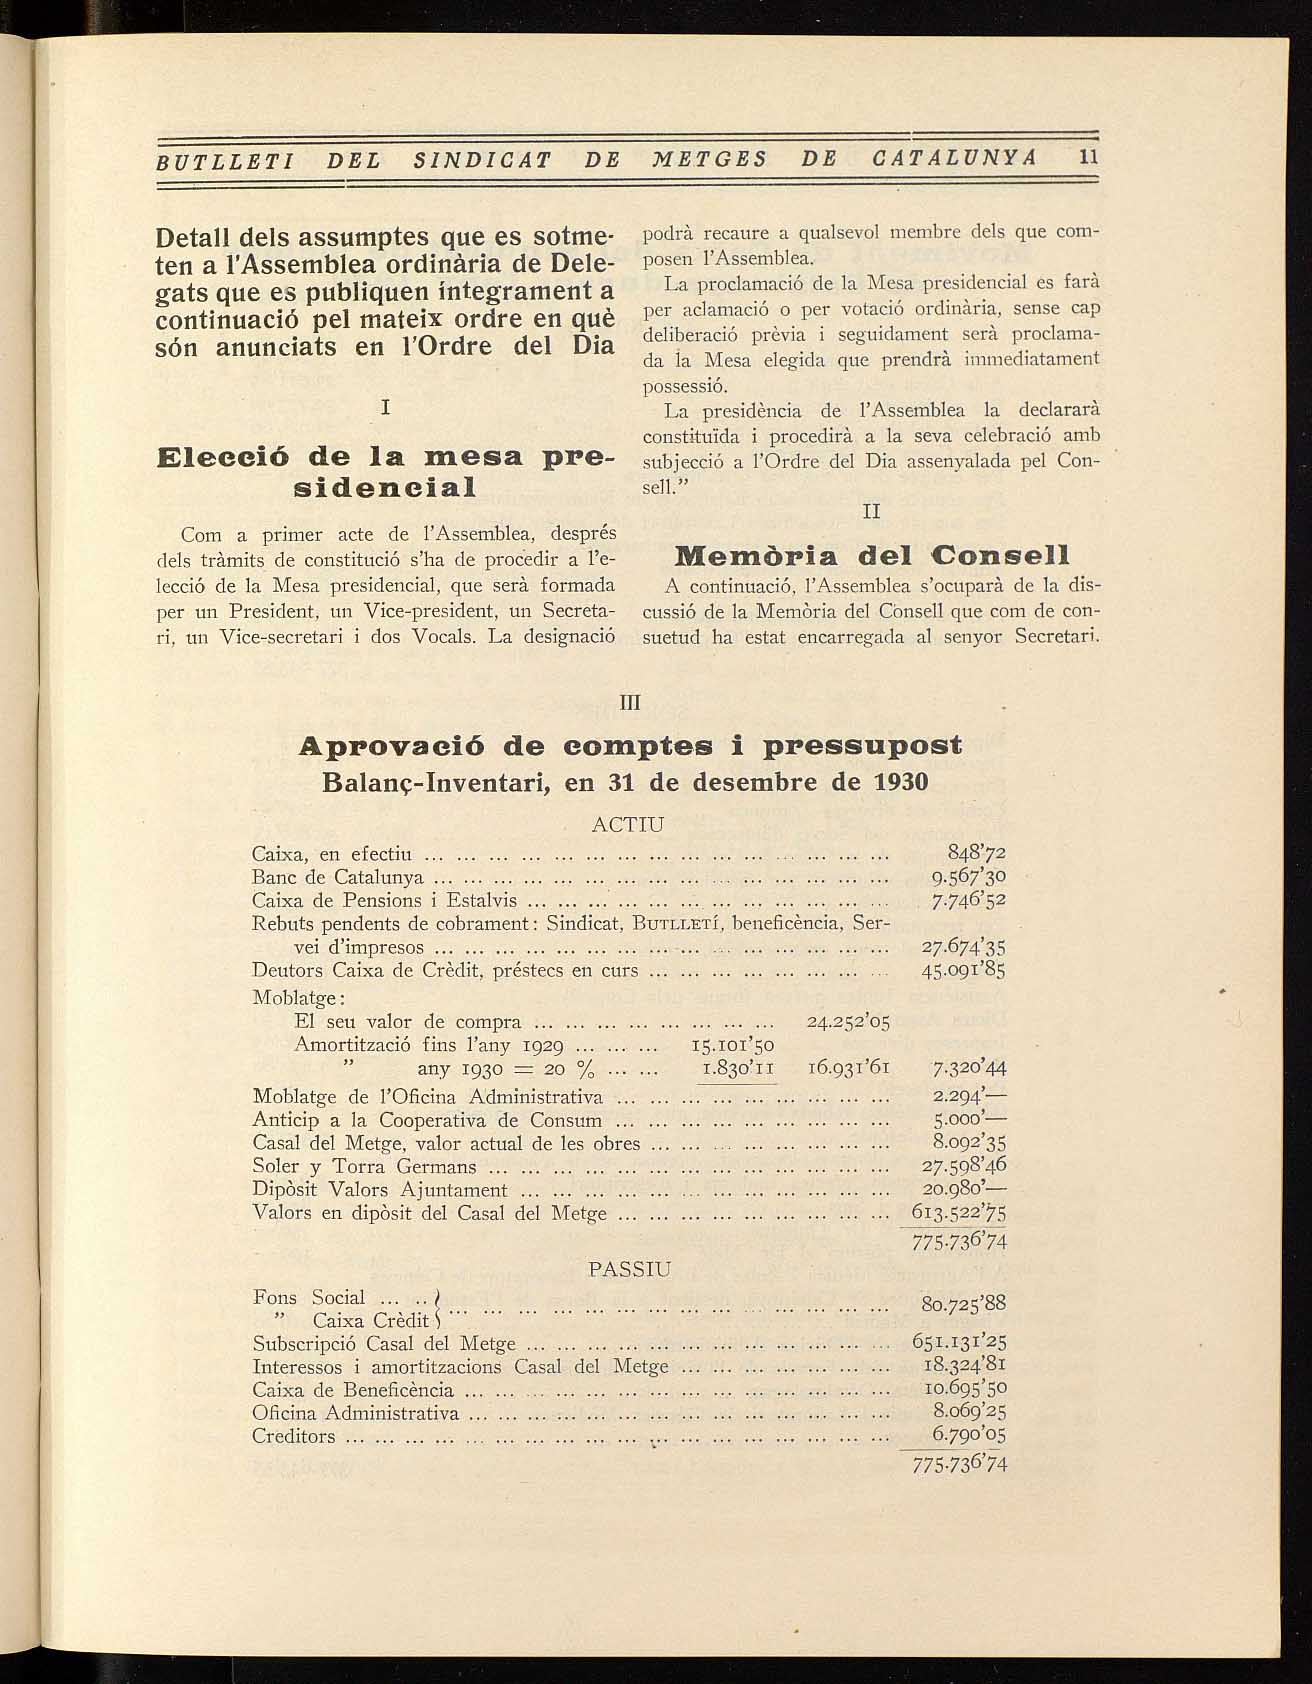 BUTLLETI DEL SINDICAT DE METGES DE CATALUNYA 11
Detall dels assumptes que es sotme-
ten a l'Assemblea ordinària de Dele-
gats que es publiquen íntegrament a
continuació pel mateix ordre en què
són anunciats en l'Ordre del Dia
I
Elecció de la mesa pre-
sidencial
Com a primer acte de l'Assemblea, després
dels tràmits de constitució s'ha de procedir a l'e-
lecció de la Mesa presidencial, que serà formada
per un President, un Vice-president, un Secreta-
ri, un Vice-secretari i dos Vocals. La designació
podrà recaure a qualsevol membre dels que com-
posen l'Assemblea.
La proclamació de la Mesa presidencial es farà
per aclamació o per votació ordinària, sense cap
deliberació prèvia i seguidament serà proclama-
da la Mesa elegida que prendrà immediatament
possessió.
La presidència de l'Assemblea la declararà
constituïda i procedirà a la seva celebració amb
subjecció a l'Ordre del Dia assenyalada pel Con-
sell."
II
Memòria del Consell
A continuació, l'Assemblea s'ocuparà de la dis-
cussió de la Memòria del Consell que com de con-
suetud ha estat encarregada al senyor Secretari.
III
Aprovació de comptes i pressupost
Balanç-Inventari, en 31 de desembre de 1930
ACTIU
Caixa, en efectiu ... ... ... ... ... ... ... ... ... ... ... ... ... ... ... 848'72
Banc de Catalunya ... ... ... ... ... ... ... ... ... ... ... ... ... ... ... 9.567'30
Caixa de Pensions i Estalvis ... ... ... ... ... ... ... ... ... ... ... ... 7.746'52
Rebuts pendents de cobrament: Sindicat, BUTLLETÍ, beneficència, Ser-
vei d'impresos ... ... ... ... ... ... ... ... ... ... ... ... ... ... ... 27.674'35
Deutors Caixa de Crèdit, préstecs en curs ... ... ... ... ... ... ... ... 45.091'85
Moblatge:
El seu valor de compra ... ... ... ... ... ... ... ... 24.252'05
Amortització fins l'any 1929 ... ... ... 15.101'50
" any 1930 = 20 % ... ... 1.830'11 16.931'61 7.320'44
Moblatge de l'Oficina Administrativa ... ... ... ... ... ... ... ... ... 2.294'—
Anticip a la Cooperativa de Consum ... ... ... ... ... ... ... ... ... 5.000'—
Casal del Metge, valor actual de les obres ... ... ... ... ... ... ... ... 8.092'35
Soler y Torra Germans ... ... ... ... ... ... ... ... ... ... ... ... ... 27.598'46
Dipòsit Valors Ajuntament ... ... ... ... ... ... ... ... ... ... ... ... 20.980'—
Valors en dipòsit del Casal del Metge ... ... ... ... ... ... ... ... ... 613.522'75
775.736'74
PASSIU
Fons Social ... ..
" Caixa Crèdit } ... ... ... ... ... ... ... ... ... ... ... ... ... ... 80.725'88
Subscripció Casal del Metge ... ... ... ... ... ... ... ... ... ... ... ... 651.131'25
Interessos i amortitzacions Casal del Metge ... ... ... ... ... ... ... 18.324'81
Caixa de Beneficència ... ... ... ... ... ... ... ... ... ... ... ... ... ... 10.695'50
Oficina Administrativa ... ... ... ... ... ... ... ... ... ... ... ... ... ... 8.069'25
Creditors ... ... ... ... ... ... ... ... ... ... ... ... ... ... ... ... ... ... 6.790'05
775.736'74